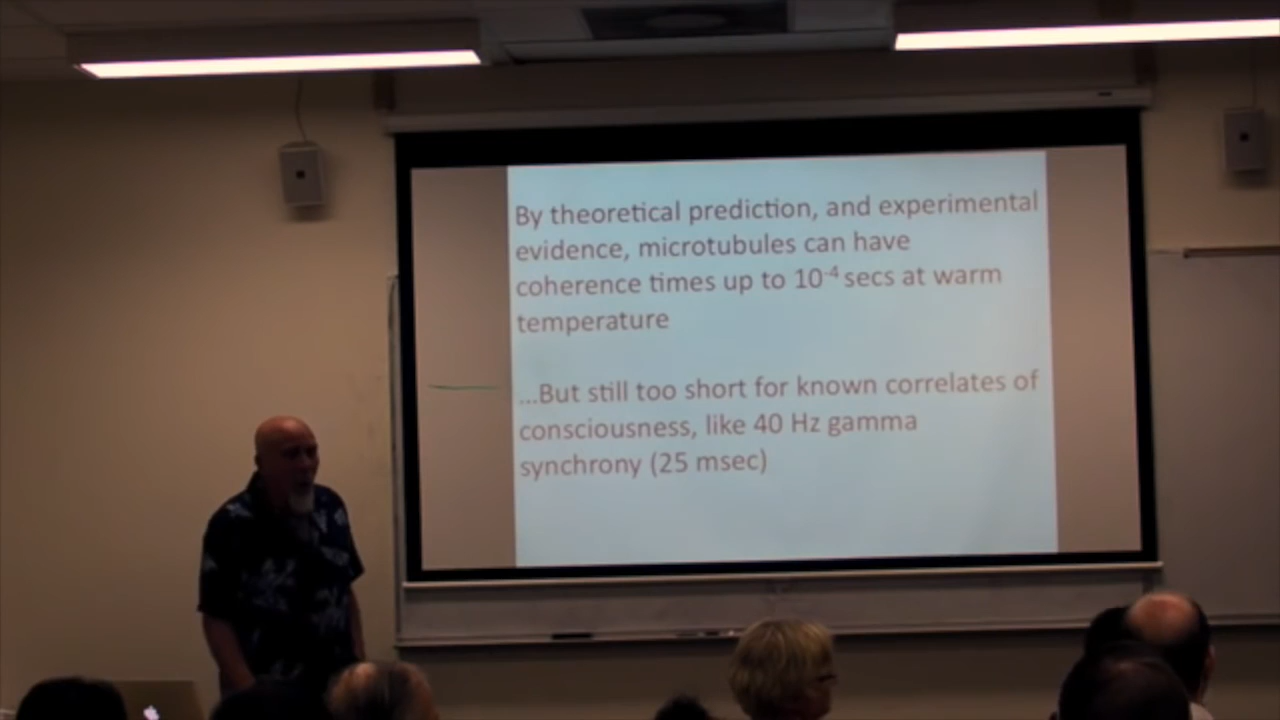 By theoretical prediction, and experimental
evidence, microtubules can have
coherence times up to 10⁻⁴ secs at warm
temperature
...But still too short for known correlates of
consciousness, like 40 Hz gamma
synchrony (25 msec)